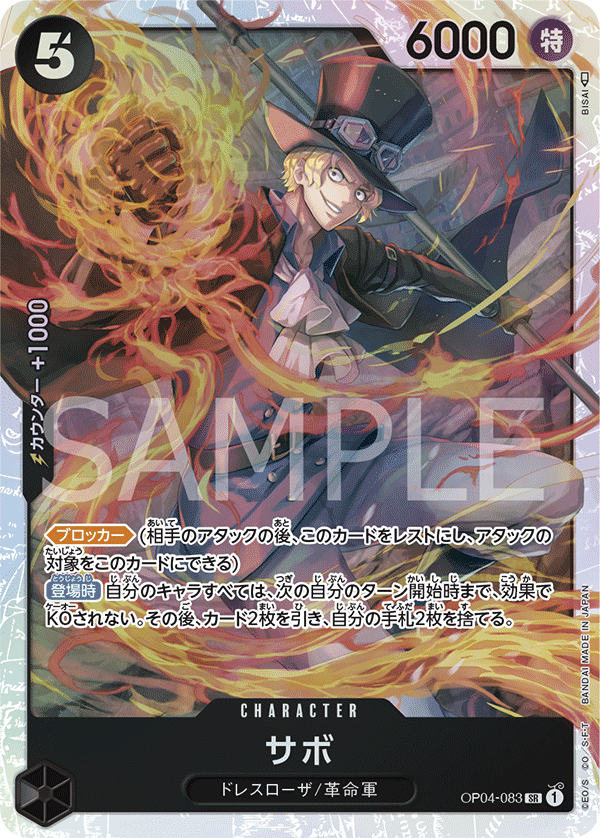 5
6000
特
BISAI
カウンター +1000
SAMPLE
ブロッカー (相手のアタックの後、このカードをレストにし、アタックの
対象をこのカードにできる)
登場時 自分のキャラすべては、次の自分のターン開始時まで、効果で
KOされない。その後、カード2枚を引き、自分の手札2枚を捨てる。
CHARACTER
サボ
ドレスローザ/革命軍
OP04-083 SR 1
©E.O/S ©O/S・F・T BANDAI MADE IN JAPAN